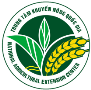 TRUNG TÂM KHUYẾN NÔNG QUỐC GIA
NATIONAL AGRICULTURAL EXTENSION CENTER